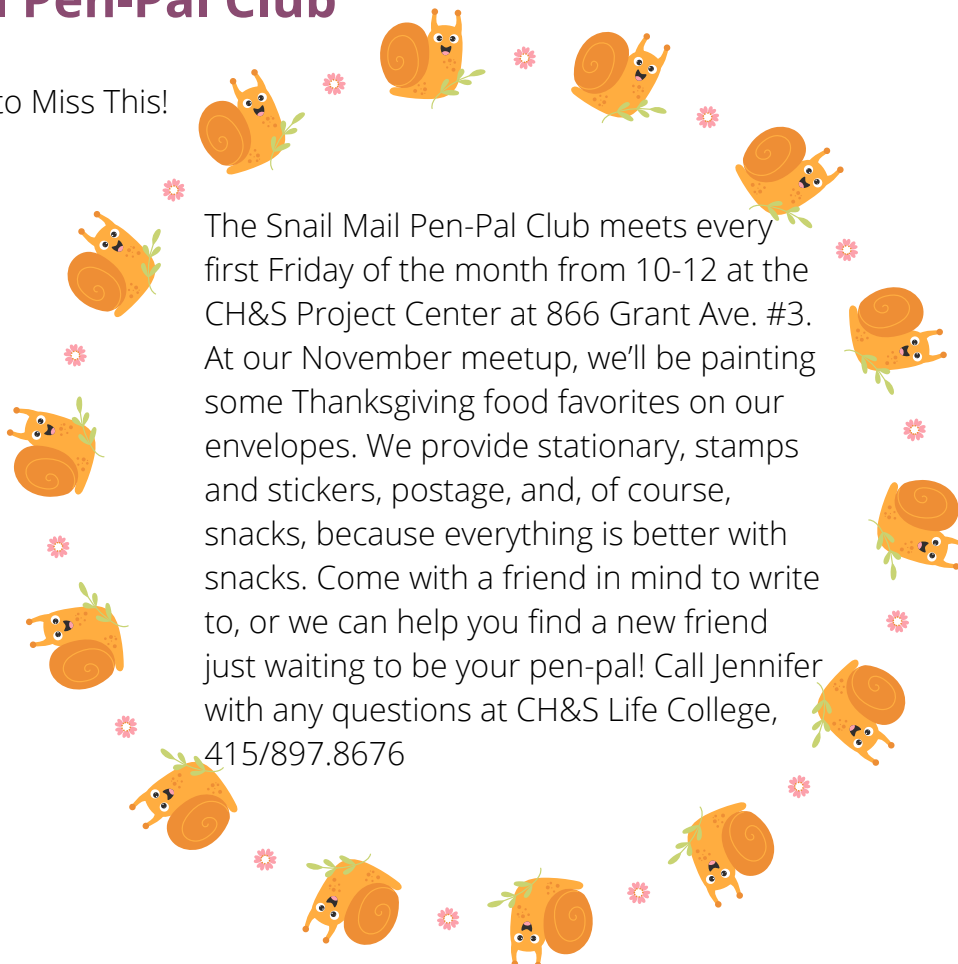 Pen-Pal Club
to Miss This!
The Snail Mail Pen-Pal Club meets every
first Friday of the month from 10-12 at the
CH&S Project Center at 866 Grant Ave. #3.
At our November meetup, we’ll be painting
some Thanksgiving food favorites on our
envelopes. We provide stationary, stamps
and stickers, postage, and, of course,
snacks, because everything is better with
snacks. Come with a friend in mind to write
to, or we can help you find a new friend
just waiting to be your pen-pal! Call Jennifer
with any questions at CH&S Life College,
415/897.8676